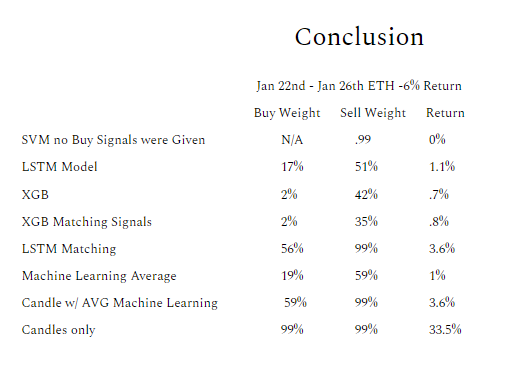 Conclusion
Jan 22nd - Jan 26th ETH -6% Return
Buy Weight Sell Weight Return
SVM no Buy Signals were Given N/A .99 0%
LSTM Model 17% 51% 1.1%
XGB 2% 42% .7%
XGB Matching Signals 2% 35% .8%
LSTM Matching 56% 99% 3.6%
Machine Learning Average 19% 59% 1%
Candle w/ AVG Machine Learning 59% 99% 3.6%
Candles only 99% 99% 33.5%